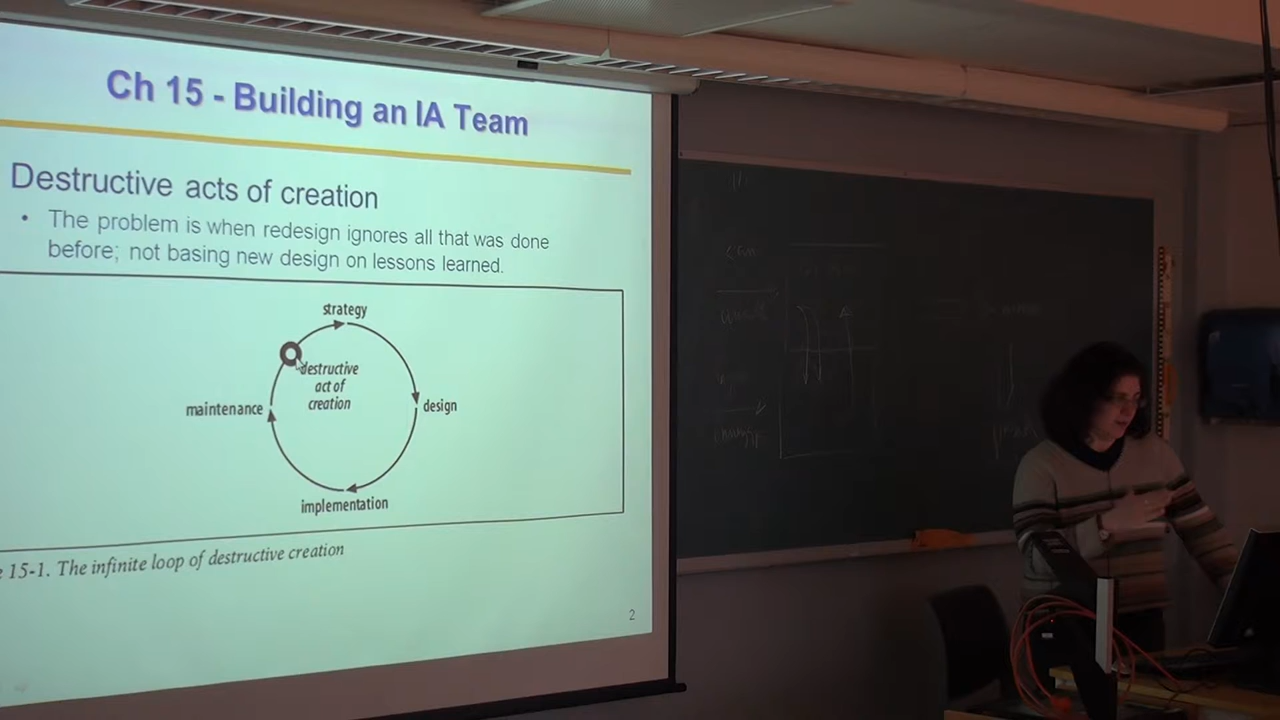 Ch 15 - Building an IA Team
Destructive acts of creation
• The problem is when redesign ignores all that was done
before; not basing new design on lessons learned.
strategy
destructive
act of
creation
maintenance
design
implementation
15-1. The infinite loop of destructive creation
2